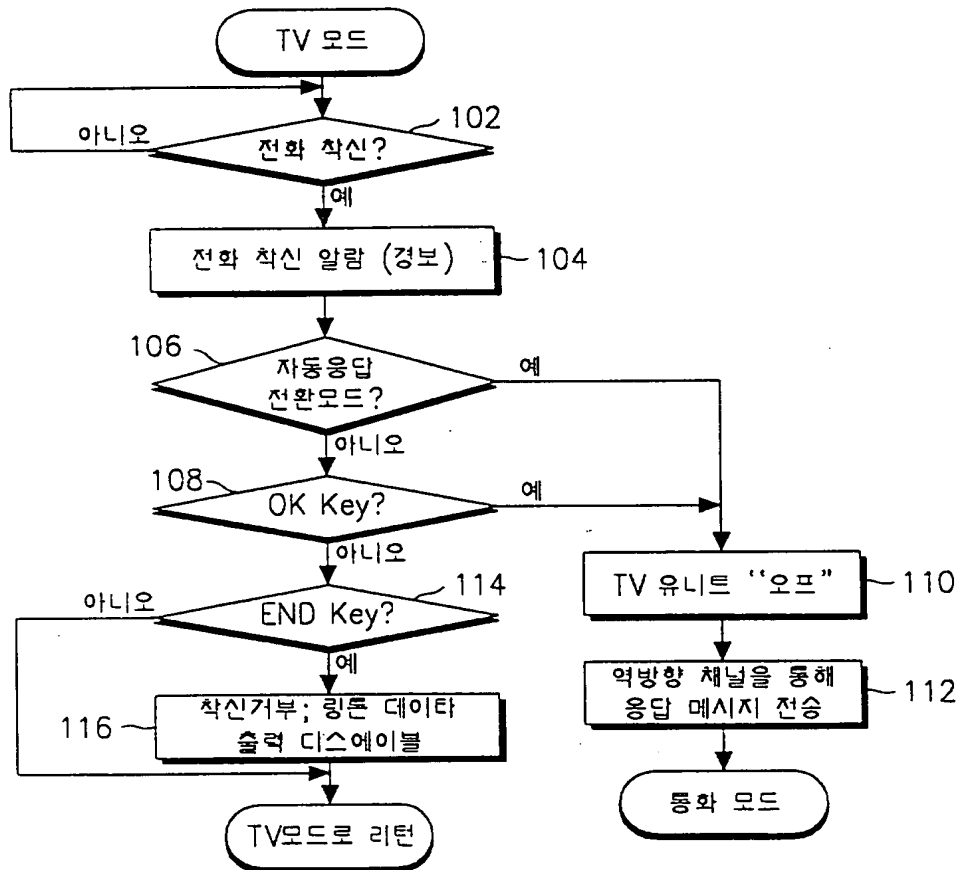 TV 모드
102
아니오
전화 착신?
예
전화 착신 알람 (경보)
104
106
자동응답
전환모드?
예
아니오
108
OK Key?
예
아니오
아니오
END Key?
114
예
TV 유니트 "오프"
110
116
착신거부; 링톤 데이타
출력 디스에이블
역방향 채널을 통해
응답 메시지 전송
112
TV모드로 리턴
통화 모드